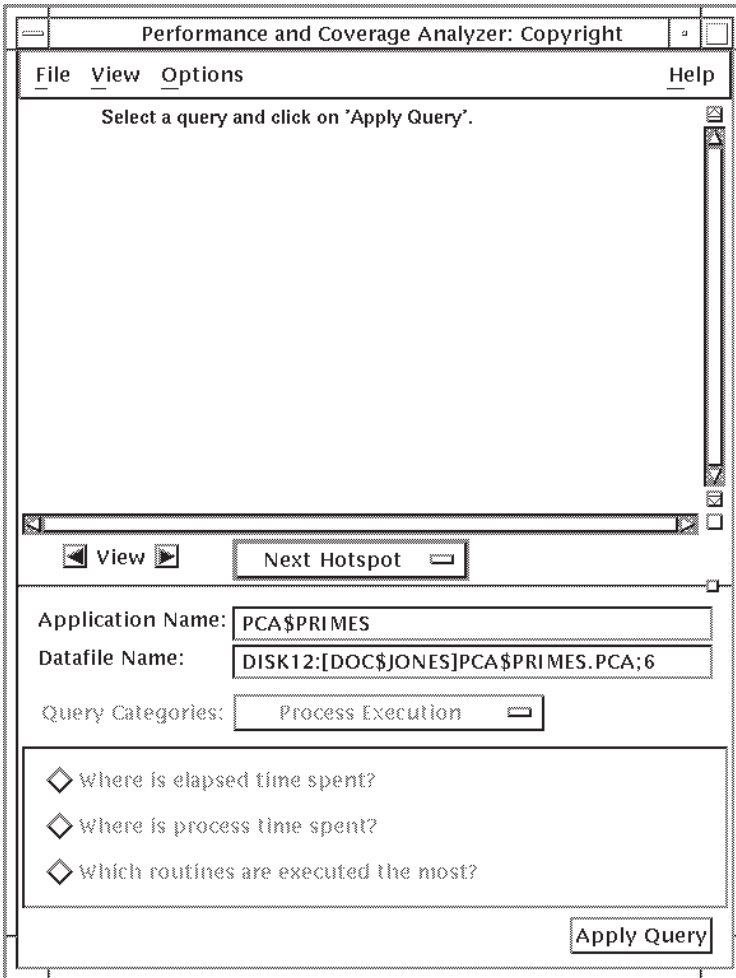 Performance and Coverage Analyzer: Copyright
File View Options Help
Select a query and click on 'Apply Query'.
View Next Hotspot
Application Name: PCA$PRIMES
Datafile Name: DISK12:[DOC$JONES]PCA$PRIMES.PCA;6
Query Categories: Process Execution
Where is elapsed time spent?
Where is process time spent?
Which routines are executed the most?
Apply Query